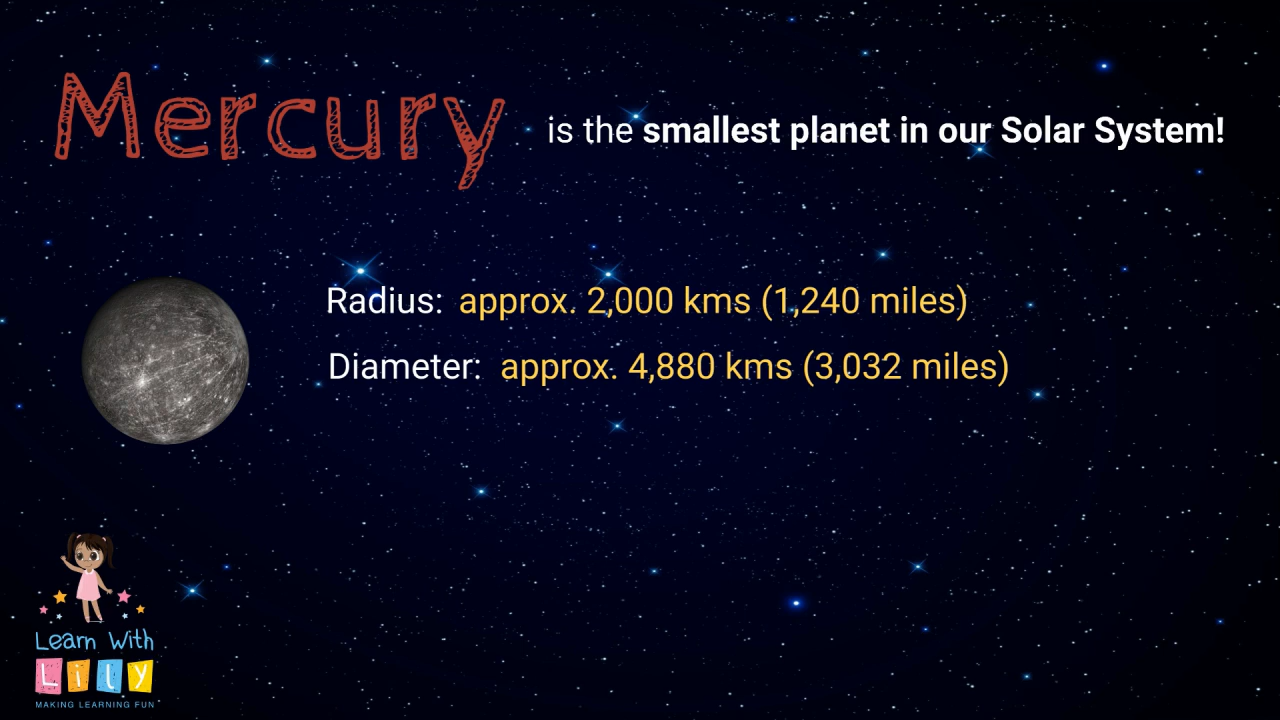 Mercury is the smallest planet in our Solar System!
Radius: approx. 2,000 kms (1,240 miles)
Diameter: approx. 4,880 kms (3,032 miles)
Learn With
Lily
MAKING LEARNING FUN